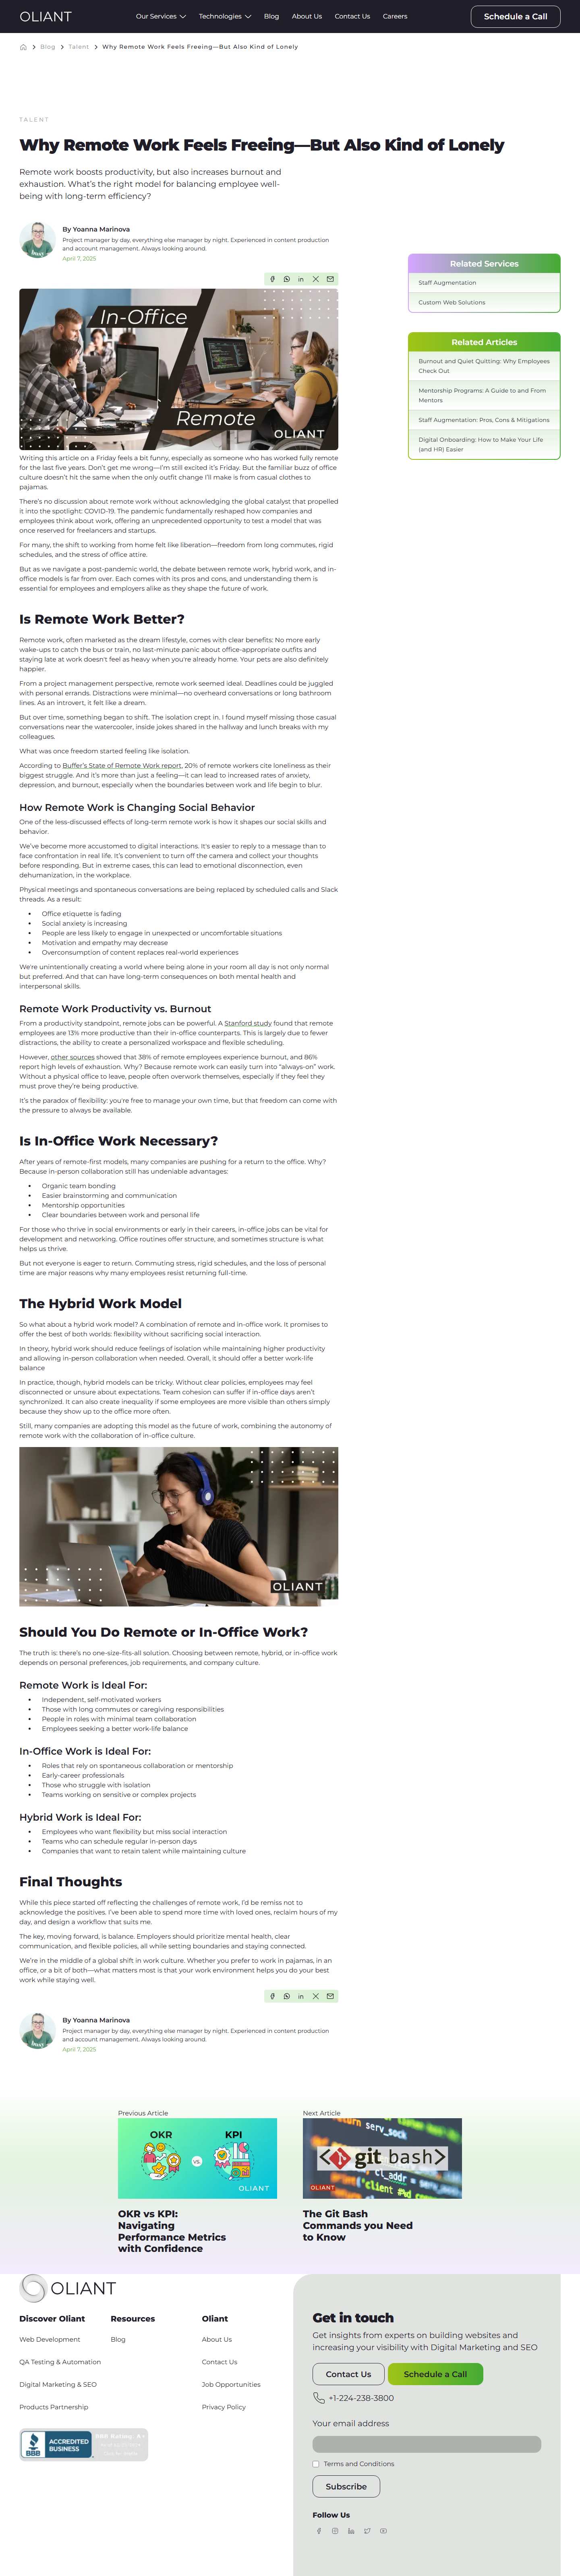 OLIANT
Our Services
Technologies
Blog
About Us
Contact Us
Careers
Schedule a Call
Blog
Talent
Why Remote Work Feels Freeing—But Also Kind of Lonely
TALENT
Why Remote Work Feels Freeing—But Also Kind of Lonely
Remote work boosts productivity, but also increases burnout and
exhaustion. What's the right model for balancing employee well-
being with long-term efficiency?
By Yoanna Marinova
Project manager by day, everything else manager by night. Experienced in content production
and account management. Always looking around.
April 7, 2025
Related Services
Staff Augmentation
Custom Web Solutions
Related Articles
Burnout and Quiet Quitting: Why Employees
Check Out
Mentorship Programs: A Guide to and From
Mentors
Staff Augmentation: Pros, Cons & Mitigations
Digital Onboarding: How to Make Your Life
(and HR) Easier
In-Office
Remote
OLIANT
Writing this article on a Friday feels a bit funny, especially as someone who has worked fully remote
for the last five years. Don't get me wrong—I'm still excited it's Friday. But the familiar buzz of office
culture doesn't hit the same when the only outfit change I'll make is from casual clothes to
pajamas.
There's no discussion about remote work without acknowledging the global catalyst that propelled
it into the spotlight: COVID-19. The pandemic fundamentally reshaped how companies and
employees think about work, offering an unprecedented opportunity to test a model that was
once reserved for freelancers and startups.
For many, the shift to working from home felt like liberation—freedom from long commutes, rigid
schedules, and the stress of office attire.
But as we navigate a post-pandemic world, the debate between remote work, hybrid work, and in-
office models is far from over. Each comes with its pros and cons, and understanding them is
essential for employees and employers alike as they shape the future of work.
Is Remote Work Better?
Remote work, often marketed as the dream lifestyle, comes with clear benefits: No more early
wake-ups to catch the bus or train, no last-minute panic about office-appropriate outfits and
staying late at work doesn't feel as heavy when you're already home. Your pets are also definitely
happier.
From a project management perspective, remote work seemed ideal. Deadlines could be juggled
with personal errands. Distractions were minimal—no overheard conversations or long bathroom
lines. As an introvert, it felt like a dream.
But over time, something began to shift. The isolation crept in. I found myself missing those casual
conversations near the watercooler, inside jokes shared in the hallway and lunch breaks with my
colleagues.
What was once freedom started feeling like isolation.
According to Buffer's State of Remote Work report, 20% of remote workers cite loneliness as their
biggest struggle. And it's more than just a feeling—it can lead to increased rates of anxiety,
depression, and burnout, especially when the boundaries between work and life begin to blur.
How Remote Work is Changing Social Behavior
One of the less-discussed effects of long-term remote work is how it shapes our social skills and
behavior.
We've become more accustomed to digital interactions. It's easier to reply to a message than to
face confrontation in real life. It's convenient to turn off the camera and collect your thoughts
before responding. But in extreme cases, this can lead to emotional disconnection, even
dehumanization, in the workplace.
Physical meetings and spontaneous conversations are being replaced by scheduled calls and Slack
threads. As a result:
• Office etiquette is fading
• Social anxiety is increasing
• People are less likely to engage in unexpected or uncomfortable situations
• Motivation and empathy may decrease
• Overconsumption of content replaces real-world experiences
We're unintentionally creating a world where being alone in your room all day is not only normal
but preferred. And that can have long-term consequences on both mental health and
interpersonal skills.
Remote Work Productivity vs. Burnout
From a productivity standpoint, remote jobs can be powerful. A Stanford study found that remote
employees are 13% more productive than their in-office counterparts. This is largely due to fewer
distractions, the ability to create a personalized workspace and flexible scheduling.
However, other sources showed that 38% of remote employees experience burnout, and 86%
report high levels of exhaustion. Why? Because remote work can easily turn into "always-on" work.
Without a physical office to leave, people often overwork themselves, especially if they feel they
must prove they're being productive.
It's the paradox of flexibility: you're free to manage your own time, but that freedom can come with
the pressure to always be available.
Is In-Office Work Necessary?
After years of remote-first models, many companies are pushing for a return to the office. Why?
Because in-person collaboration still has undeniable advantages:
• Organic team bonding
• Easier brainstorming and communication
• Mentorship opportunities
• Clear boundaries between work and personal life
For those who thrive in social environments or early in their careers, in-office jobs can be vital for
development and networking. Office routines offer structure, and sometimes structure is what
helps us thrive.
But not everyone is eager to return. Commuting stress, rigid schedules, and the loss of personal
time are major reasons why many employees resist returning full-time.
The Hybrid Work Model
So what about a hybrid work model? A combination of remote and in-office work. It promises to
offer the best of both worlds: flexibility without sacrificing social interaction.
In theory, hybrid work should reduce feelings of isolation while maintaining higher productivity
and allowing in-person collaboration when needed. Overall, it should offer a better work-life
balance
In practice, though, hybrid models can be tricky. Without clear policies, employees may feel
disconnected or unsure about expectations. Team cohesion can suffer if in-office days aren't
synchronized. It can also create inequality if some employees are more visible than others simply
because they show up to the office more often.
Still, many companies are adopting this model as the future of work, combining the autonomy of
remote work with the collaboration of in-office culture.
OLIANT
Should You Do Remote or In-Office Work?
The truth is: there's no one-size-fits-all solution. Choosing between remote, hybrid, or in-office work
depends on personal preferences, job requirements, and company culture.
Remote Work is Ideal For:
• Independent, self-motivated workers
• Those with long commutes or caregiving responsibilities
• People in roles with minimal team collaboration
• Employees seeking a better work-life balance
In-Office Work is Ideal For:
• Roles that rely on spontaneous collaboration or mentorship
• Early-career professionals
• Those who struggle with isolation
• Teams working on sensitive or complex projects
Hybrid Work is Ideal For:
• Employees who want flexibility but miss social interaction
• Teams who can schedule regular in-person days
• Companies that want to retain talent while maintaining culture
Final Thoughts
While this piece started off reflecting the challenges of remote work, I'd be remiss not to
acknowledge the positives. I've been able to spend more time with loved ones, reclaim hours of my
day, and design a workflow that suits me.
The key, moving forward, is balance. Employers should prioritize mental health, clear
communication, and flexible policies, all while setting boundaries and staying connected.
We're in the middle of a global shift in work culture. Whether you prefer to work in pajamas, in an
office, or a bit of both—what matters most is that your work environment helps you do your best
work while staying well.
By Yoanna Marinova
Project manager by day, everything else manager by night. Experienced in content production
and account management. Always looking around.
April 7, 2025
Previous Article
OKR
KPI
VS
OLIANT
OKR vs KPI:
Navigating
Performance Metrics
with Confidence
Next Article
git bash
OLIANT
The Git Bash
Commands you Need
to Know
OLIANT
Discover Oliant
Web Development
QA Testing & Automation
Digital Marketing & SEO
Products Partnership
Resources
Blog
Oliant
About Us
Contact Us
Job Opportunities
Privacy Policy
BBB
ACCREDITED
BUSINESS
BBB Rating: A+
Get in touch
Get insights from experts on building websites and
increasing your visibility with Digital Marketing and SEO
Contact Us
Schedule a Call
+1-224-238-3800
Your email address
Terms and Conditions
Subscribe
Follow Us